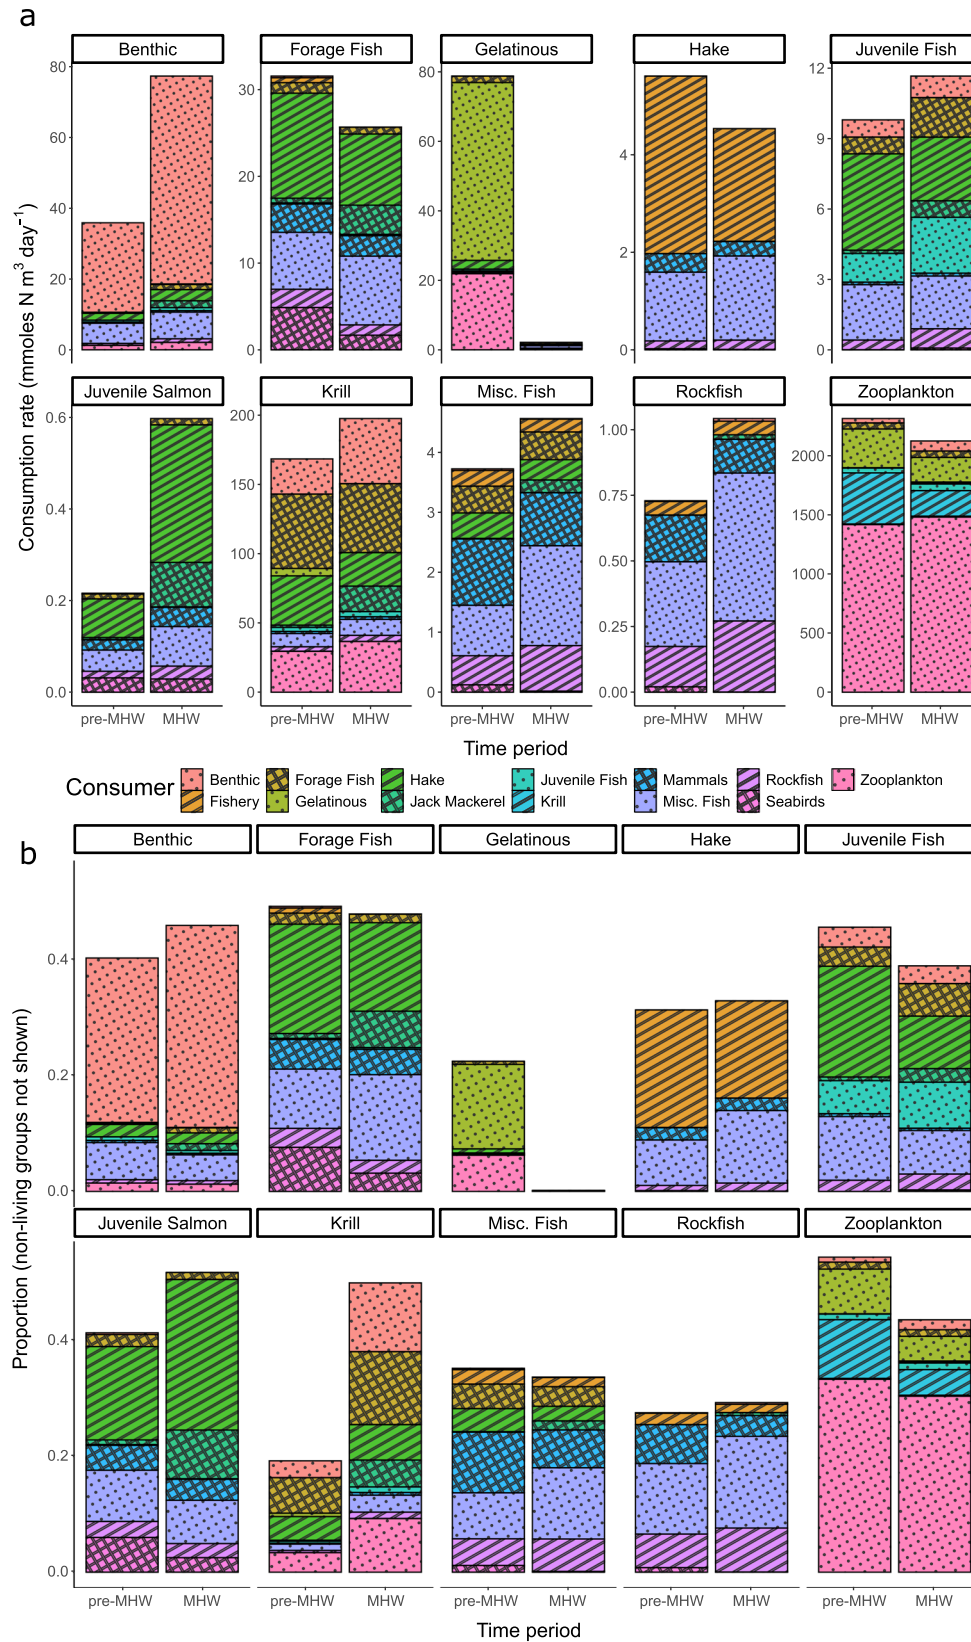 a
Benthic
Forage Fish
Gelatinous
Hake
Juvenile Fish
80
60
40
20
0
30
20
10
0
80
60
40
20
0
4
2
0
12
9
6
3
0
Consumption rate (mmoles N m³ day⁻¹)
Juvenile Salmon
Krill
Misc. Fish
Rockfish
Zooplankton
0.6
0.4
0.2
0.0
200
150
100
50
0
4
3
2
1
0
1.00
0.75
0.50
0.25
0.00
2000
1500
1000
500
0
pre-MHW MHW
pre-MHW MHW
pre-MHW MHW
pre-MHW MHW
pre-MHW MHW
Time period
Consumer
Benthic
Forage Fish
Hake
Juvenile Fish
Mammals
Rockfish
Zooplankton
Fishery
Gelatinous
Jack Mackerel
Krill
Misc. Fish
Seabirds
b
Benthic
Forage Fish
Gelatinous
Hake
Juvenile Fish
0.4
0.2
0.0
Proportion (non-living groups not shown)
Juvenile Salmon
Krill
Misc. Fish
Rockfish
Zooplankton
0.4
0.2
0.0
pre-MHW MHW
pre-MHW MHW
pre-MHW MHW
pre-MHW MHW
pre-MHW MHW
Time period